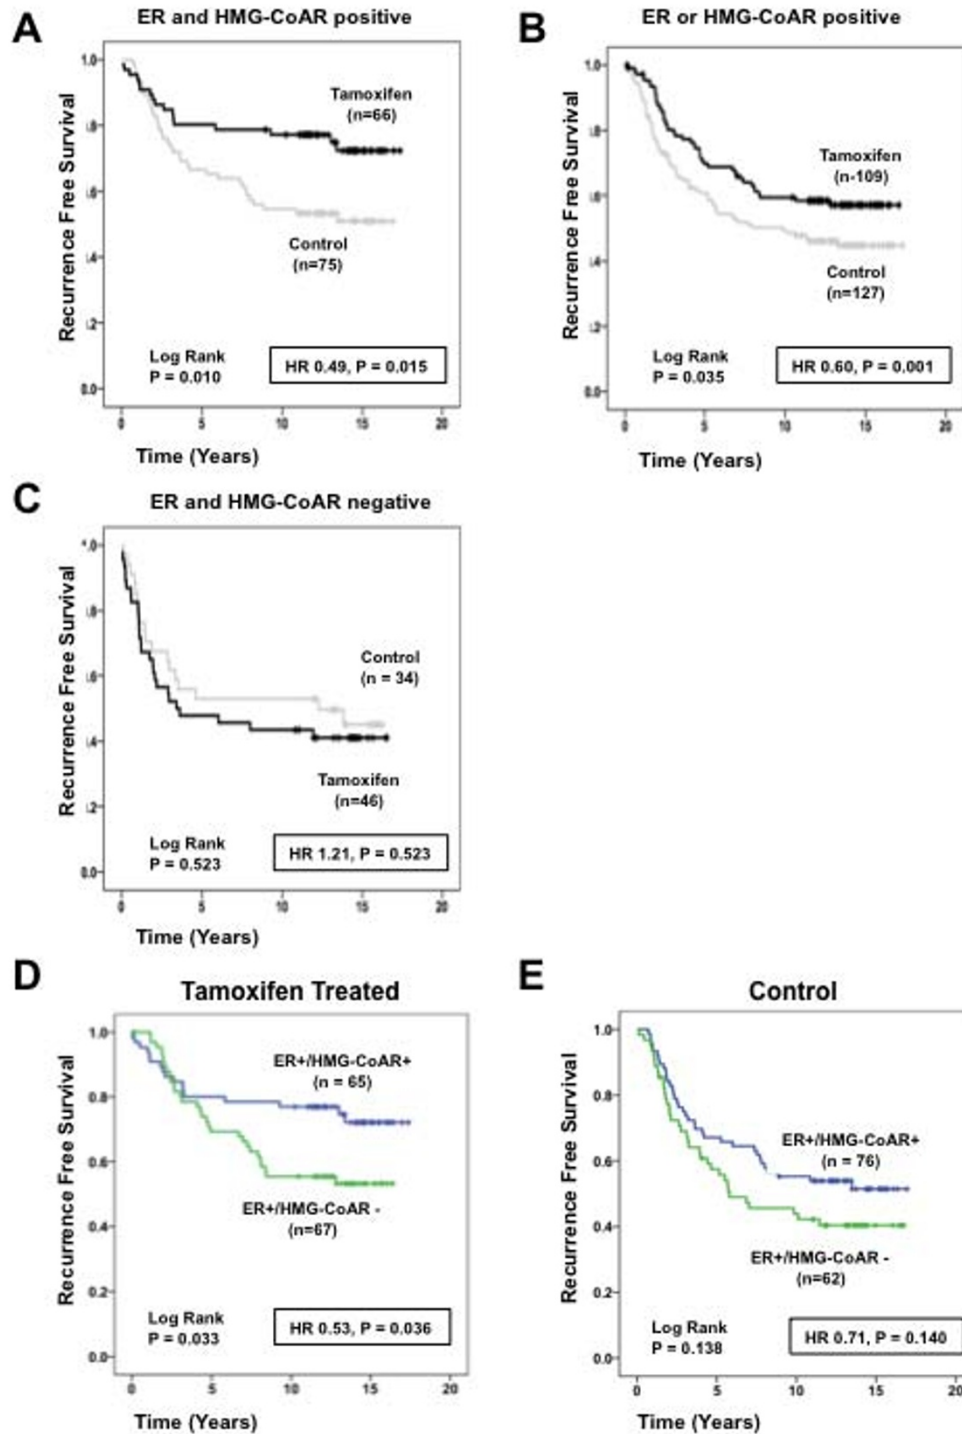 A
ER and HMG-CoAR positive
Recurrence Free Survival
1.0
.8
.6
.4
.2
0.0
Tamoxifen
(n=66)
Control
(n=75)
Log Rank
P = 0.010
HR 0.49, P = 0.015
0 5 10 15 20
Time (Years)
B
ER or HMG-CoAR positive
Recurrence Free Survival
1.0
.8
.6
.4
.2
0.0
Tamoxifen
(n-109)
Control
(n=127)
Log Rank
P = 0.035
HR 0.60, P = 0.001
0 5 10 15 20
Time (Years)
C
ER and HMG-CoAR negative
Recurrence Free Survival
1.0
.8
.6
.4
.2
0.0
Control
(n = 34)
Tamoxifen
(n=46)
Log Rank
P = 0.523
HR 1.21, P = 0.523
0 5 10 15 20
Time (Years)
D
Tamoxifen Treated
Recurrence Free Survival
1.0
0.8
0.6
0.4
0.2
0.0
ER+/HMG-CoAR+
(n = 65)
ER+/HMG-CoAR -
(n=67)
Log Rank
P = 0.033
HR 0.53, P = 0.036
0 5 10 15 20
Time (Years)
E
Control
Recurrence Free Survival
1.0
0.8
0.6
0.4
0.2
0.0
ER+/HMG-CoAR+
(n = 76)
ER+/HMG-CoAR -
(n=62)
Log Rank
P = 0.138
HR 0.71, P = 0.140
0 5 10 15 20
Time (Years)